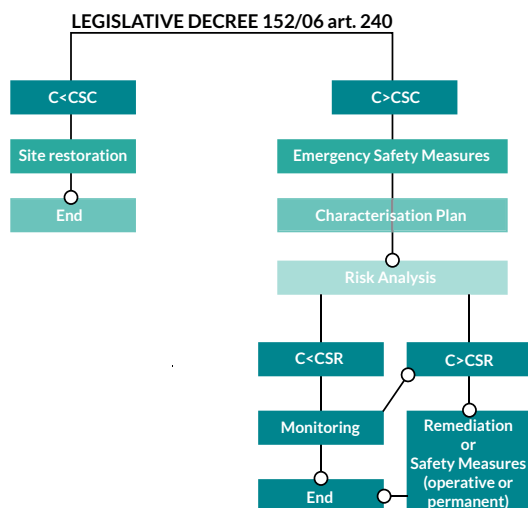 LEGISLATIVE DECREE 152/06 art. 240
C<CSC
C>CSC
Site restoration
Emergency Safety Measures
End
Characterisation Plan
Risk Analysis
C<CSR
C>CSR
Monitoring
Remediation
or
Safety Measures
(operative or
permanent)
End